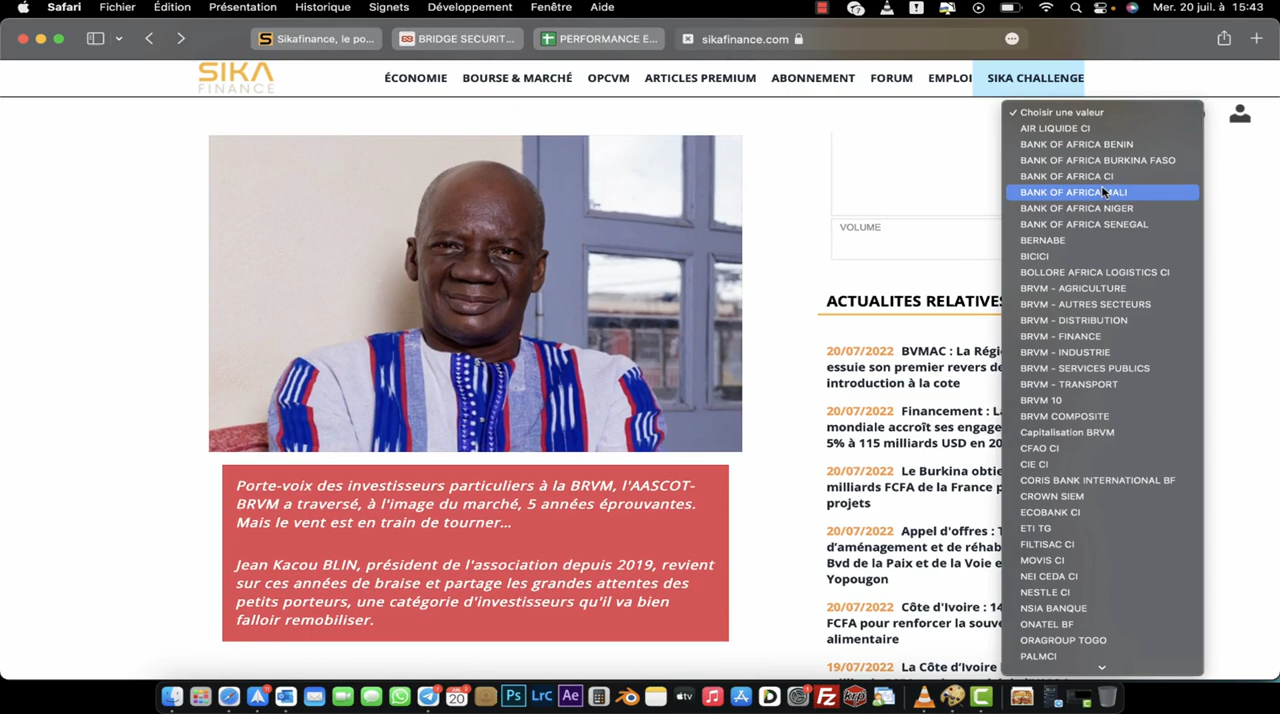 Safari Fichier Édition Présentation Historique Signets Développement Fenêtre Aide
Mer. 20 juil. à 15:43
Sikafinance, le po...
BRIDGE SECURIT...
PERFORMANCE E...
sikafinance.com
SIKA
FINANCE
ÉCONOMIE BOURSE & MARCHÉ OPCVM ARTICLES PREMIUM ABONNEMENT FORUM EMPLOI SIKA CHALLENGE
Porte-voix des investisseurs particuliers à la BRVM, l'AASCOT-
BRVM a traversé, à l'image du marché, 5 années éprouvantes.
Mais le vent est en train de tourner...
Jean Kacou BLIN, président de l'association depuis 2019, revient
sur ces années de braise et partage les grandes attentes des
petits porteurs, une catégorie d'investisseurs qu'il va bien
falloir remobiliser.
VOLUME
ACTUALITES RELATIVES
20/07/2022 BVMAC : La Régi
essuie son premier revers de
introduction à la cote
20/07/2022 Financement : L
mondiale accroît ses engage
5% à 115 milliards USD en 20
20/07/2022 Le Burkina obtie
milliards FCFA de la France p
projets
20/07/2022 Appel d'offres : T
d'aménagement et de réhab
Bvd de la Paix et de la Voie e
Yopougon
20/07/2022 Côte d'Ivoire : 14
FCFA pour renforcer la souve
alimentaire
19/07/2022 La Côte d'Ivoire
✓ Choisir une valeur
AIR LIQUIDE CI
BANK OF AFRICA BENIN
BANK OF AFRICA BURKINA FASO
BANK OF AFRICA CI
BANK OF AFRICA MALI
BANK OF AFRICA NIGER
BANK OF AFRICA SENEGAL
BERNABE
BICICI
BOLLORE AFRICA LOGISTICS CI
BRVM - AGRICULTURE
BRVM - AUTRES SECTEURS
BRVM - DISTRIBUTION
BRVM - FINANCE
BRVM - INDUSTRIE
BRVM - SERVICES PUBLICS
BRVM - TRANSPORT
BRVM 10
BRVM COMPOSITE
Capitalisation BRVM
CFAO CI
CIE CI
CORIS BANK INTERNATIONAL BF
CROWN SIEM
ECOBANK CI
ETI TG
FILTISAC CI
MOVIS CI
NEI CEDA CI
NESTLE CI
NSIA BANQUE
ONATEL BF
ORAGROUP TOGO
PALMCI
20
Ps
Lrc
Ae
tv
D
Fz